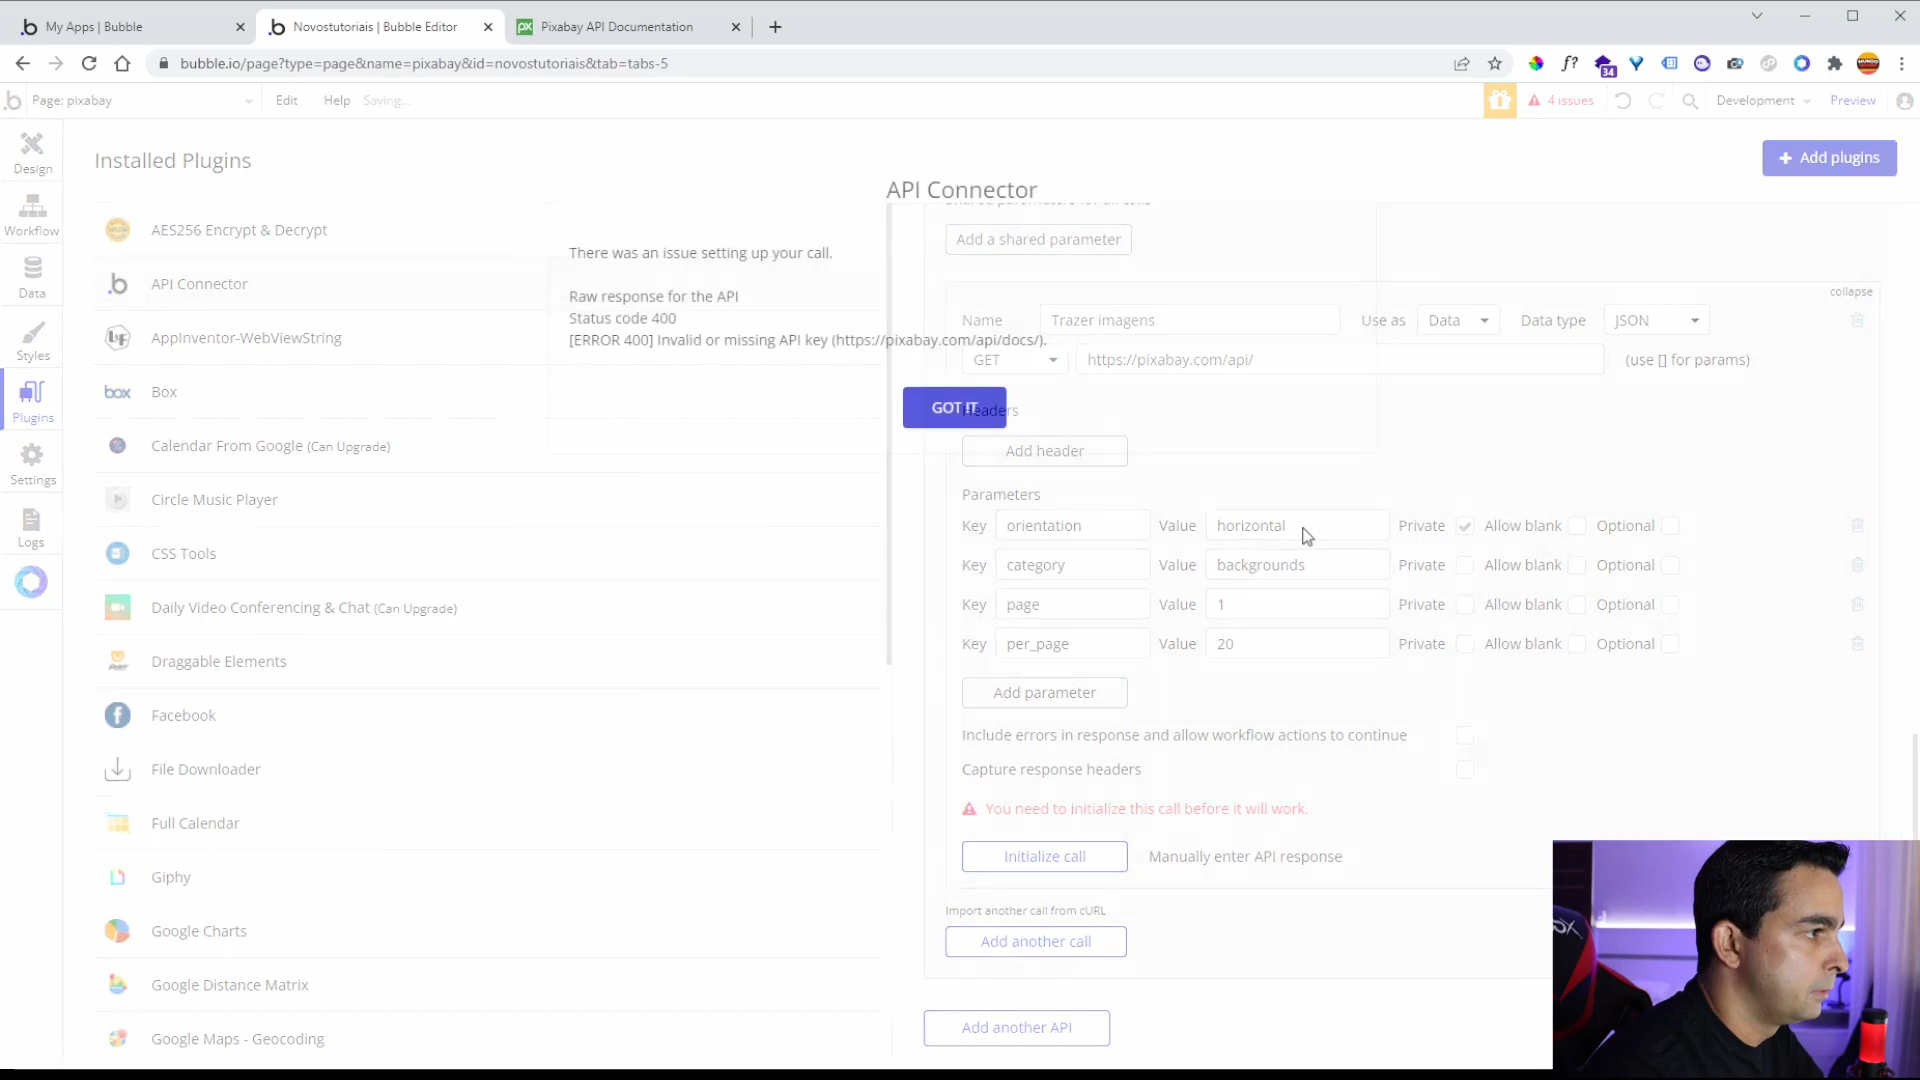 My Apps | Bubble
Novostutoriais | Bubble Editor
px
Pixabay API Documentation
bubble.io/page?type=page&name=pixabay&id=novostutoriais&tab=tabs-5
f?
34
Page: pixabay
Edit
Help
Saving...
4 issues
Development
Preview
Design
Workflow
Data
Styles
Plugins
Settings
Logs
Installed Plugins
Add plugins
AES256 Encrypt & Decrypt
API Connector
AppInventor-WebViewString
box Box
Calendar From Google (Can Upgrade)
Circle Music Player
CSS Tools
Daily Video Conferencing & Chat (Can Upgrade)
Draggable Elements
Facebook
File Downloader
Full Calendar
Giphy
Google Charts
Google Distance Matrix
Google Maps - Geocoding
API Connector
There was an issue setting up your call.
Raw response for the API
Status code 400
[ERROR 400] Invalid or missing API key (https://pixabay.com/api/docs/).
GOT IT
Shared parameters for all calls
Add a shared parameter
collapse
Name Trazer imagens Use as Data Data type JSON
GET https://pixabay.com/api/ (use [] for params)
Headers
Add header
Parameters
Key orientation Value horizontal Private Allow blank Optional
Key category Value backgrounds Private Allow blank Optional
Key page Value 1 Private Allow blank Optional
Key per_page Value 20 Private Allow blank Optional
Add parameter
Include errors in response and allow workflow actions to continue
Capture response headers
You need to initialize this call before it will work.
Initialize call Manually enter API response
Import another call from cURL
Add another call
Add another API